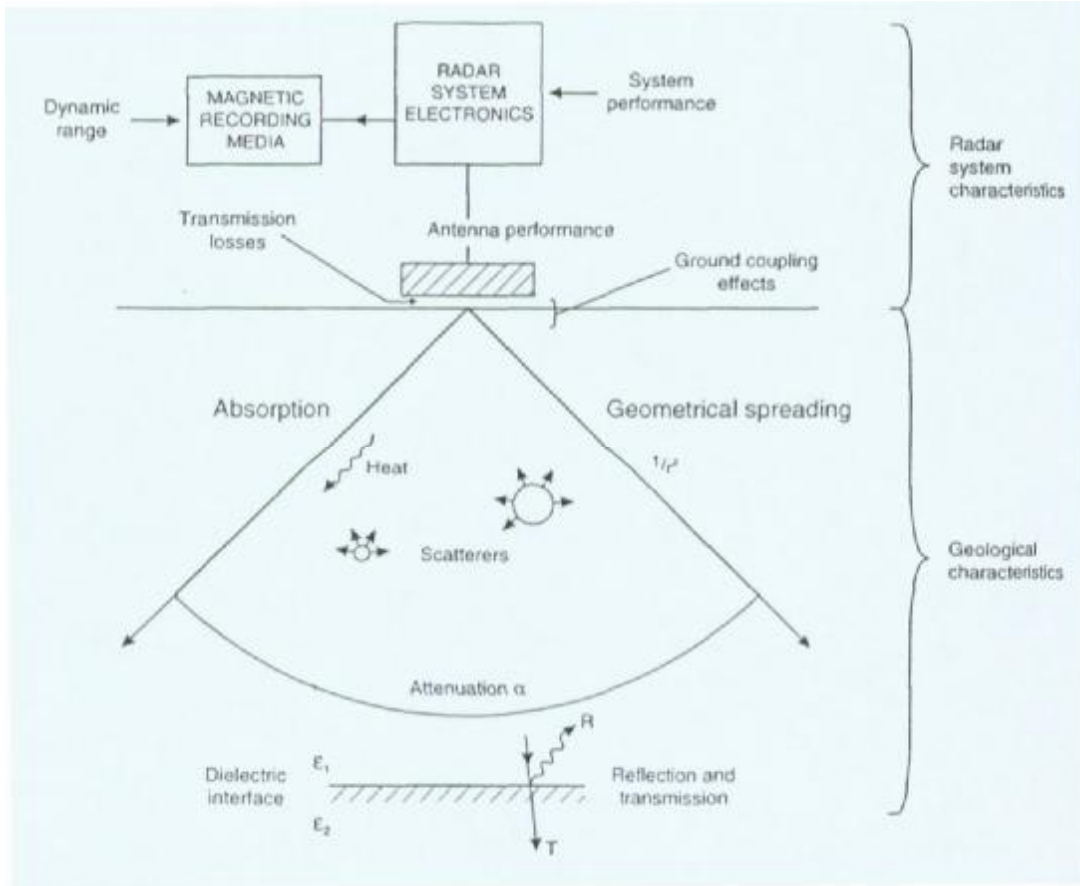 RADAR
SYSTEM
ELECTRONICS
MAGNETIC
RECORDING
MEDIA
Dynamic
range
System
performance
Radar
system
characteristics
Transmission
losses
Antenna performance
Ground coupling
effects
Absorption
Geometrical spreading
1/r²
Heat
Scatterers
Geological
characteristics
Attenuation α
R
Dielectric
interface
ε1
ε2
Reflection and
transmission
T